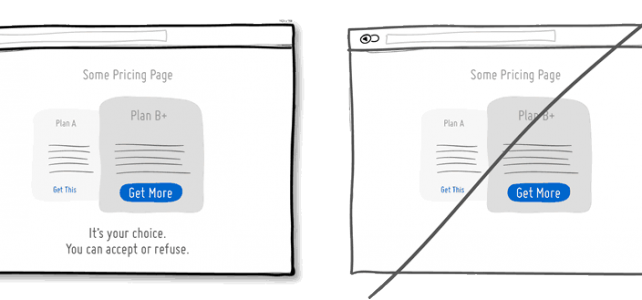 Some Pricing Page
Plan A
Plan B+
Get This
Get More
It's your choice.
You can accept or refuse.
Some Pricing Page
Plan A
Plan B+
Get This
Get More